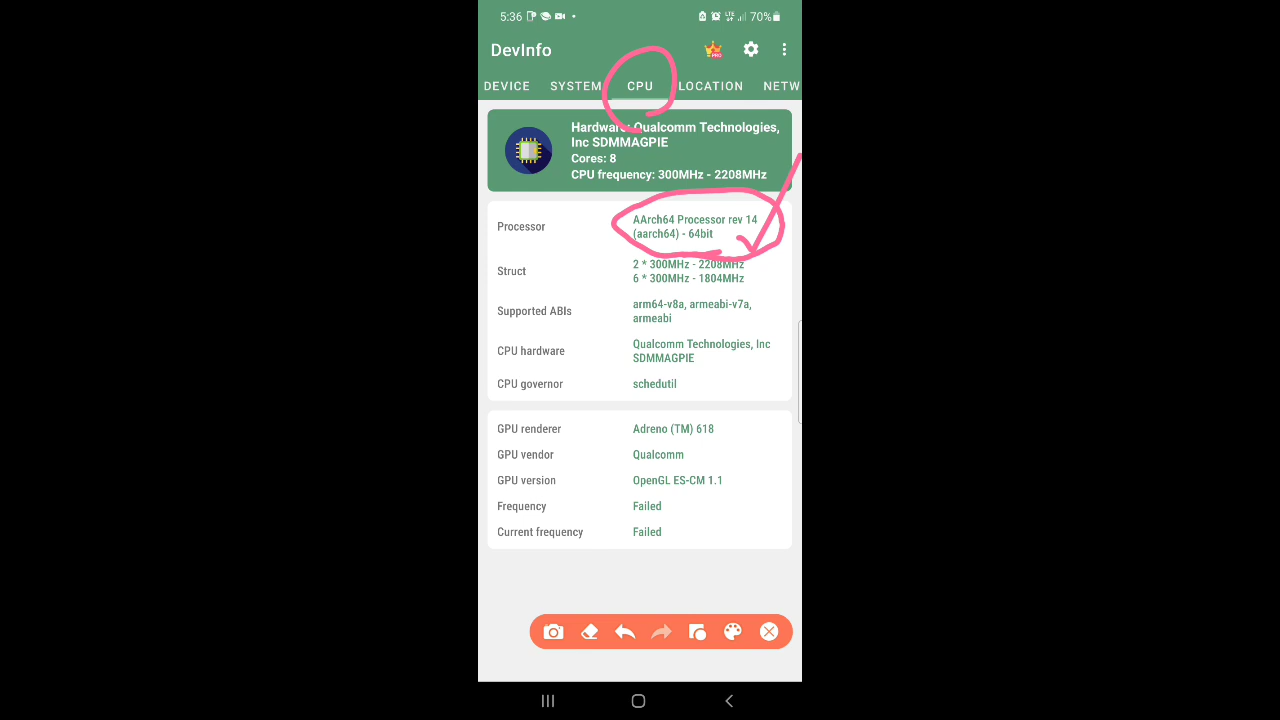 5:36 70%
DevInfo PRO
DEVICE SYSTEM CPU LOCATION NETW
Hardware: Qualcomm Technologies,
Inc SDMMAGPIE
Cores: 8
CPU frequency: 300MHz - 2208MHz
Processor AArch64 Processor rev 14
(aarch64) - 64bit
Struct 2 * 300MHz - 2208MHz
6 * 300MHz - 1804MHz
Supported ABIs arm64-v8a, armeabi-v7a,
armeabi
CPU hardware Qualcomm Technologies, Inc
SDMMAGPIE
CPU governor schedutil
GPU renderer Adreno (TM) 618
GPU vendor Qualcomm
GPU version OpenGL ES-CM 1.1
Frequency Failed
Current frequency Failed